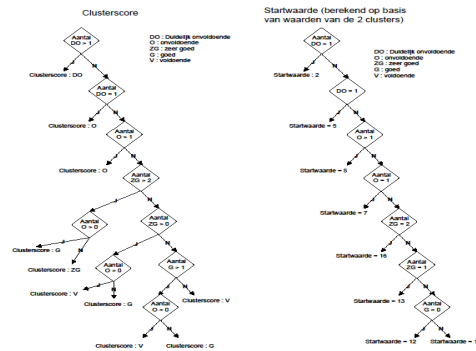 Clusterscore
DO : Duidelijk onvoldoende
O : onvoldoende
ZG : zeer goed
G : goed
V : voldoende
Aantal
DO > 1
J
N
Clusterscore : DO
Aantal
DO = 1
J
N
Clusterscore : O
Aantal
O > 1
J
N
Clusterscore : O
Aantal
ZG > 2
J
N
Aantal
O > 0
J
N
Clusterscore : G
Clusterscore : ZG
Aantal
ZG > 0
J
N
Aantal
O > 0
J
N
Clusterscore : V
Clusterscore : G
Aantal
G > 1
J
N
Clusterscore : V
Aantal
O = 0
J
N
Clusterscore : V
Clusterscore : G
Startwaarde (berekend op basis
van waarden van de 2 clusters)
DO : Duidelijk onvoldoende
O : onvoldoende
ZG : zeer goed
G : goed
V : voldoende
Aantal
DO > 1
J
N
Startwaarde : 2
DO = 1
J
N
Startwaarde = 5
Aantal
O > 1
J
N
Startwaarde = 5
Aantal
O = 1
J
N
Startwaarde = 7
Aantal
ZG = 2
J
N
Startwaarde = 16
Aantal
ZG = 1
J
N
Startwaarde = 13
Aantal
G = 0
J
N
Startwaarde = 12
Startwaarde =